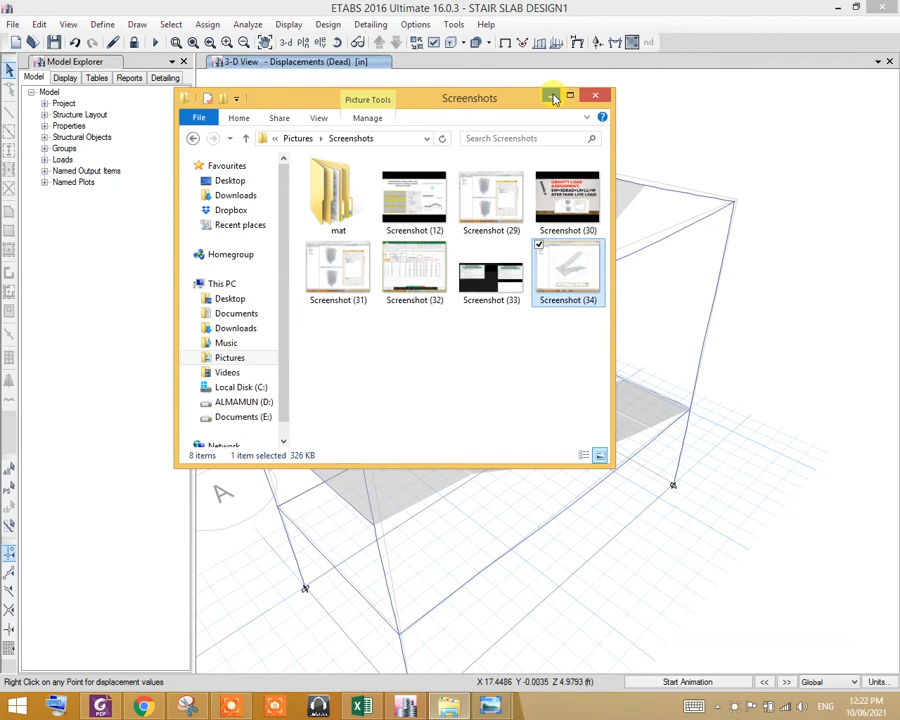 ETABS 2016 Ultimate 16.0.3 - STAIR SLAB DESIGN1
File Edit View Define Draw Select Assign Analyze Display Design Detailing Options Tools Help
3-d nd
Model Explorer
3-D View - Displacements (Dead) [in]
Model Display Tables Reports Detailing
Model
Project
Structure Layout
Properties
Structural Objects
Groups
Loads
Named Output Items
Named Plots
Picture Tools
Screenshots
File Home Share View Manage
Pictures Screenshots
Search Screenshots
Favourites
Desktop
Downloads
Dropbox
Recent places
Homegroup
This PC
Desktop
Documents
Downloads
Music
Pictures
Videos
Local Disk (C:)
ALMAMUN (D:)
Documents (E:)
Network
mat
Screenshot (12)
Screenshot (29)
GRAVITY LOAD
ASSIGNMENT:
Screenshot (30)
Screenshot (31)
Screenshot (32)
Screenshot (33)
Screenshot (34)
8 items 1 item selected 326 KB
A
Right Click on any Point for displacement values
X 17.4486 Y -0.0035 Z 4.9793 (ft)
Start Animation
<< >>
Global
Units...
PDF
ENG
12:22 PM
10/06/2021